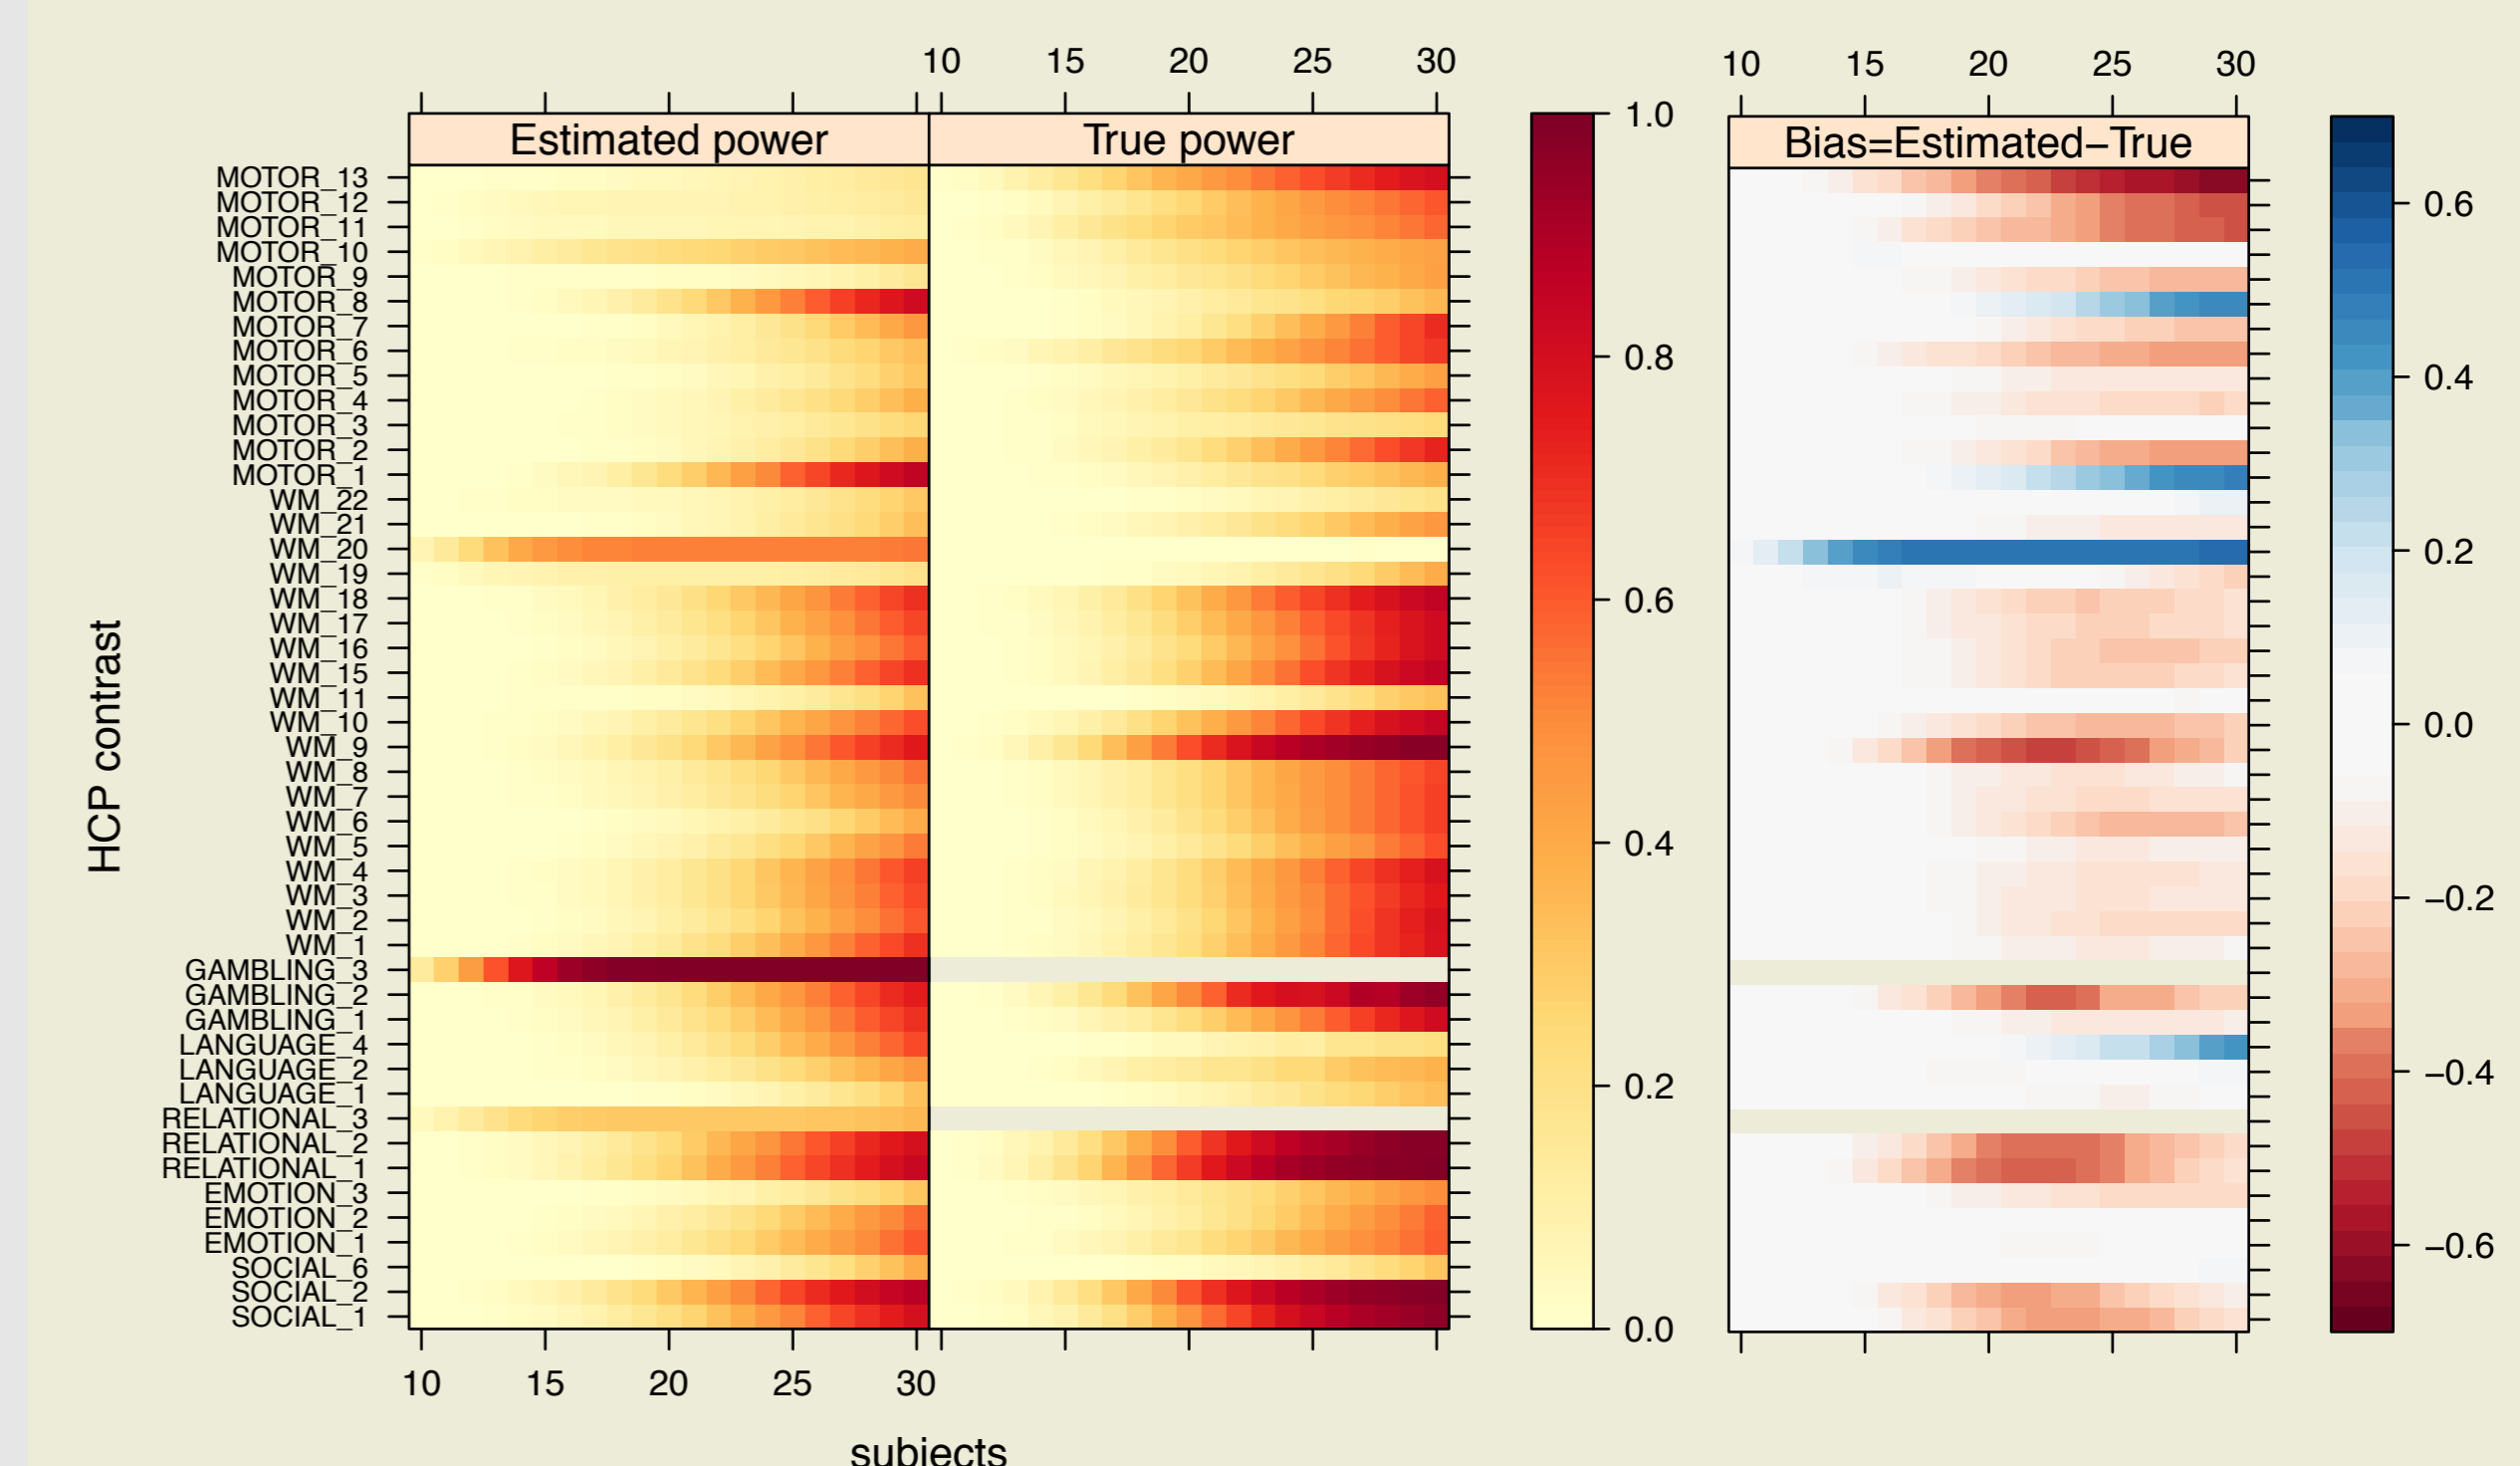 10 15 20 25 30
10 15 20 25 30
Estimated power
True power
Bias=Estimated−True
MOTOR_13
MOTOR_12
MOTOR_11
MOTOR_10
MOTOR_9
MOTOR_8
MOTOR_7
MOTOR_6
MOTOR_5
MOTOR_4
MOTOR_3
MOTOR_2
MOTOR_1
WM_22
WM_21
WM_20
WM_19
WM_18
WM_17
WM_16
WM_15
WM_11
WM_10
WM_9
WM_8
WM_7
WM_6
WM_5
WM_4
WM_3
WM_2
WM_1
GAMBLING_3
GAMBLING_2
GAMBLING_1
LANGUAGE_4
LANGUAGE_2
LANGUAGE_1
RELATIONAL_3
RELATIONAL_2
RELATIONAL_1
EMOTION_3
EMOTION_2
EMOTION_1
SOCIAL_6
SOCIAL_2
SOCIAL_1
HCP contrast
10 15 20 25 30
subjects
1.0
0.8
0.6
0.4
0.2
0.0
0.6
0.4
0.2
0.0
−0.2
−0.4
−0.6